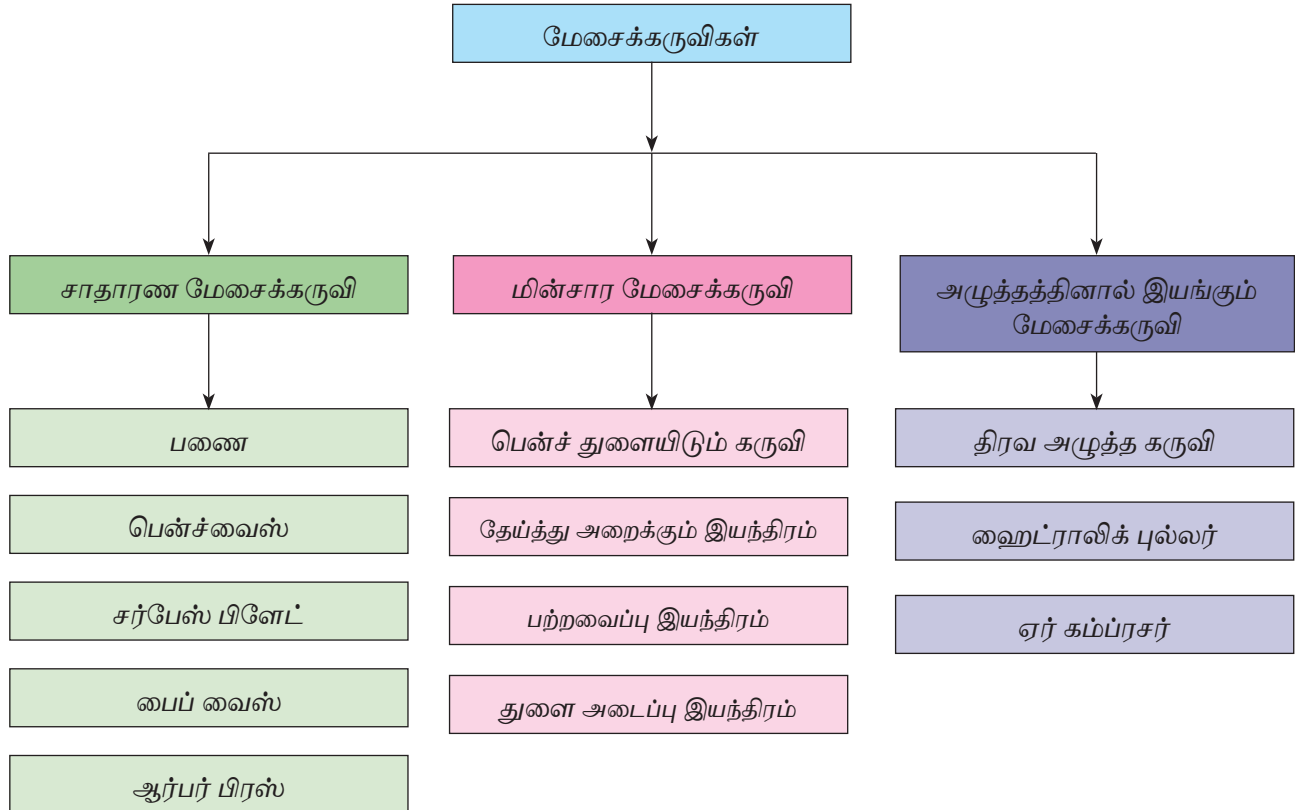 மேசைக்கருவிகள்
சாதாரண மேசைக்கருவி
மின்சார மேசைக்கருவி
அழுத்தத்தினால் இயங்கும்
மேசைக்கருவி
பணை
பென்ச்வைஸ்
சர்பேஸ் பிளேட்
பைப் வைஸ்
ஆர்பர் பிரஸ்
பென்ச் துளையிடும் கருவி
தேய்த்து அறைக்கும் இயந்திரம்
பற்றவைப்பு இயந்திரம்
துளை அடைப்பு இயந்திரம்
திரவ அழுத்த கருவி
ஹைட்ராலிக் புல்லர்
ஏர் கம்ப்ரசர்